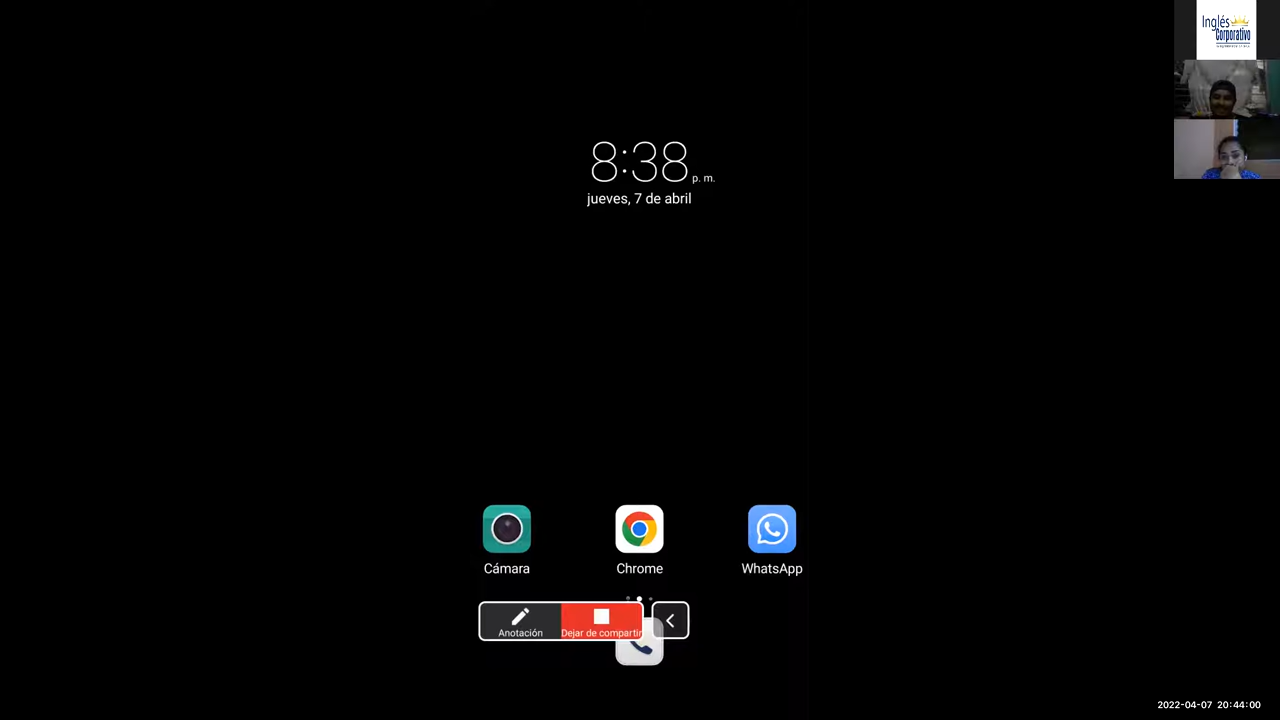 Inglés
Corporativo
8:38 p. m.
jueves, 7 de abril
Cámara
Chrome
WhatsApp
Anotación
Dejar de compartir
2022-04-07 20:44:00